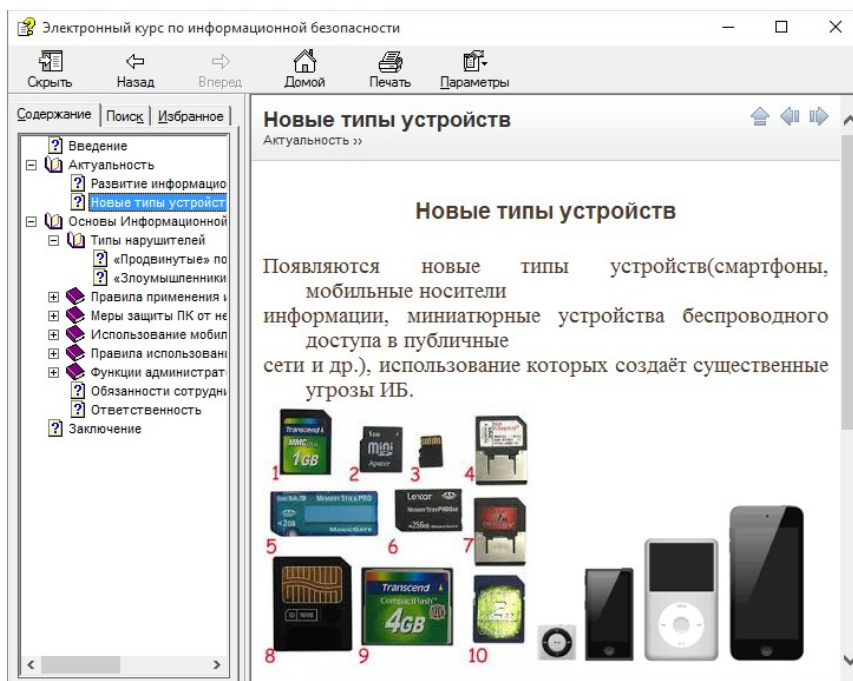 Электронный курс по информационной безопасности
Скрыть Назад Вперед Домой Печать Параметры
Содержание Поиск Избранное
Введение
Актуальность
Развитие информацио
Новые типы устройст
Основы Информационной
Типы нарушителей
«Продвинутые» по
«Злоумышленники
Правила применения и
Меры защиты ПК от не
Использование мобил
Правила использовани
Функции администрат
Обязанности сотрудни
Ответственность
Заключение
Новые типы устройств
Актуальность ››
Новые типы устройств
Появляются новые типы устройств(смартфоны,
мобильные носители
информации, миниатюрные устройства беспроводного
доступа в публичные
сети и др.), использование которых создаёт существенные
угрозы ИБ.
Transcend
1GB
mini
1 2 3 4
Lexar
256
5 6 7
Transcend
CompactFlash
4GB
8 9 10